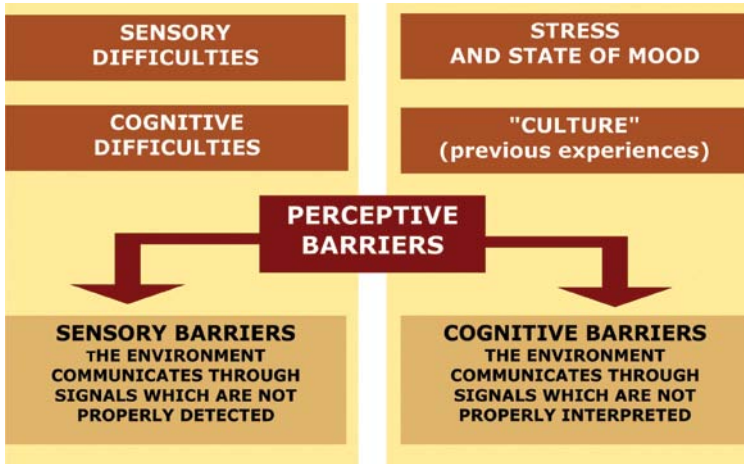 SENSORY
DIFFICULTIES
STRESS
AND STATE OF MOOD
COGNITIVE
DIFFICULTIES
"CULTURE"
(previous experiences)
PERCEPTIVE
BARRIERS
SENSORY BARRIERS
THE ENVIRONMENT
COMMUNICATES THROUGH
SIGNALS WHICH ARE NOT
PROPERLY DETECTED
COGNITIVE BARRIERS
THE ENVIRONMENT
COMMUNICATES THROUGH
SIGNALS WHICH ARE NOT
PROPERLY INTERPRETED